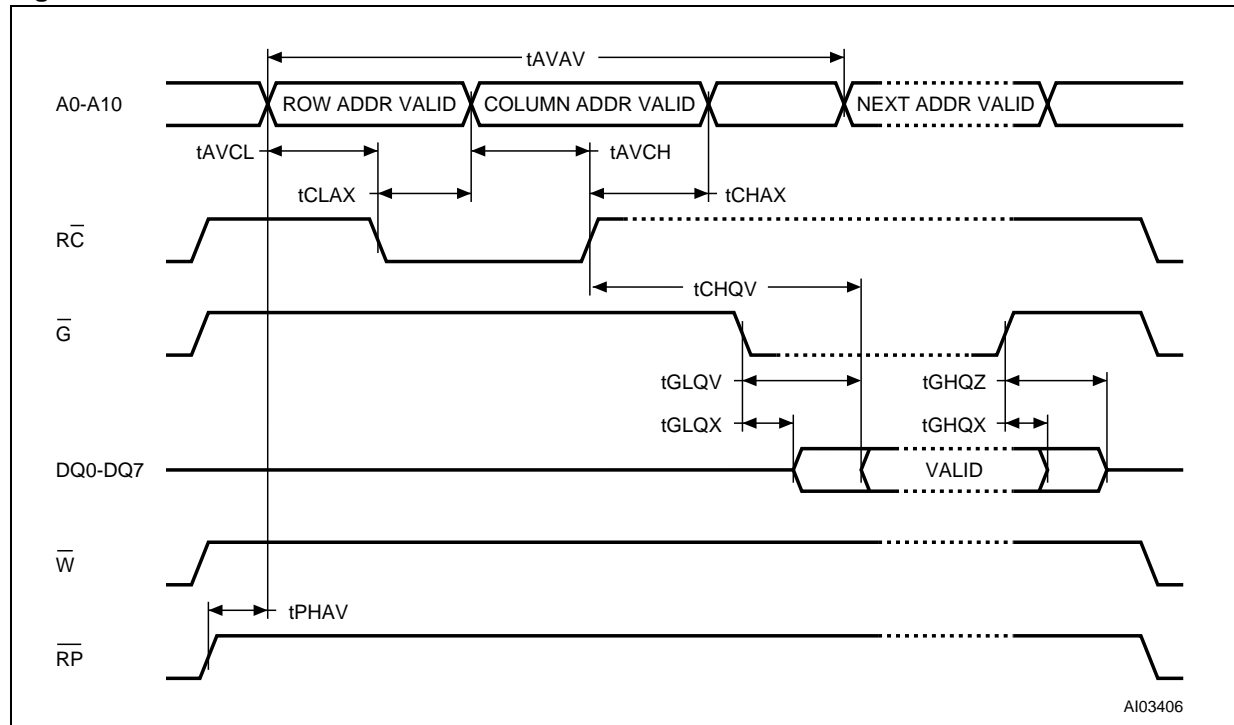 tAVAV
A0-A10 ROW ADDR VALID COLUMN ADDR VALID NEXT ADDR VALID
tAVCL tAVCH
tCLAX tCHAX
RC̅
tCHQV
G̅
tGLQV tGHQZ
tGLQX tGHQX
DQ0-DQ7 VALID
W̅
tPHAV
R̅P̅
AI03406